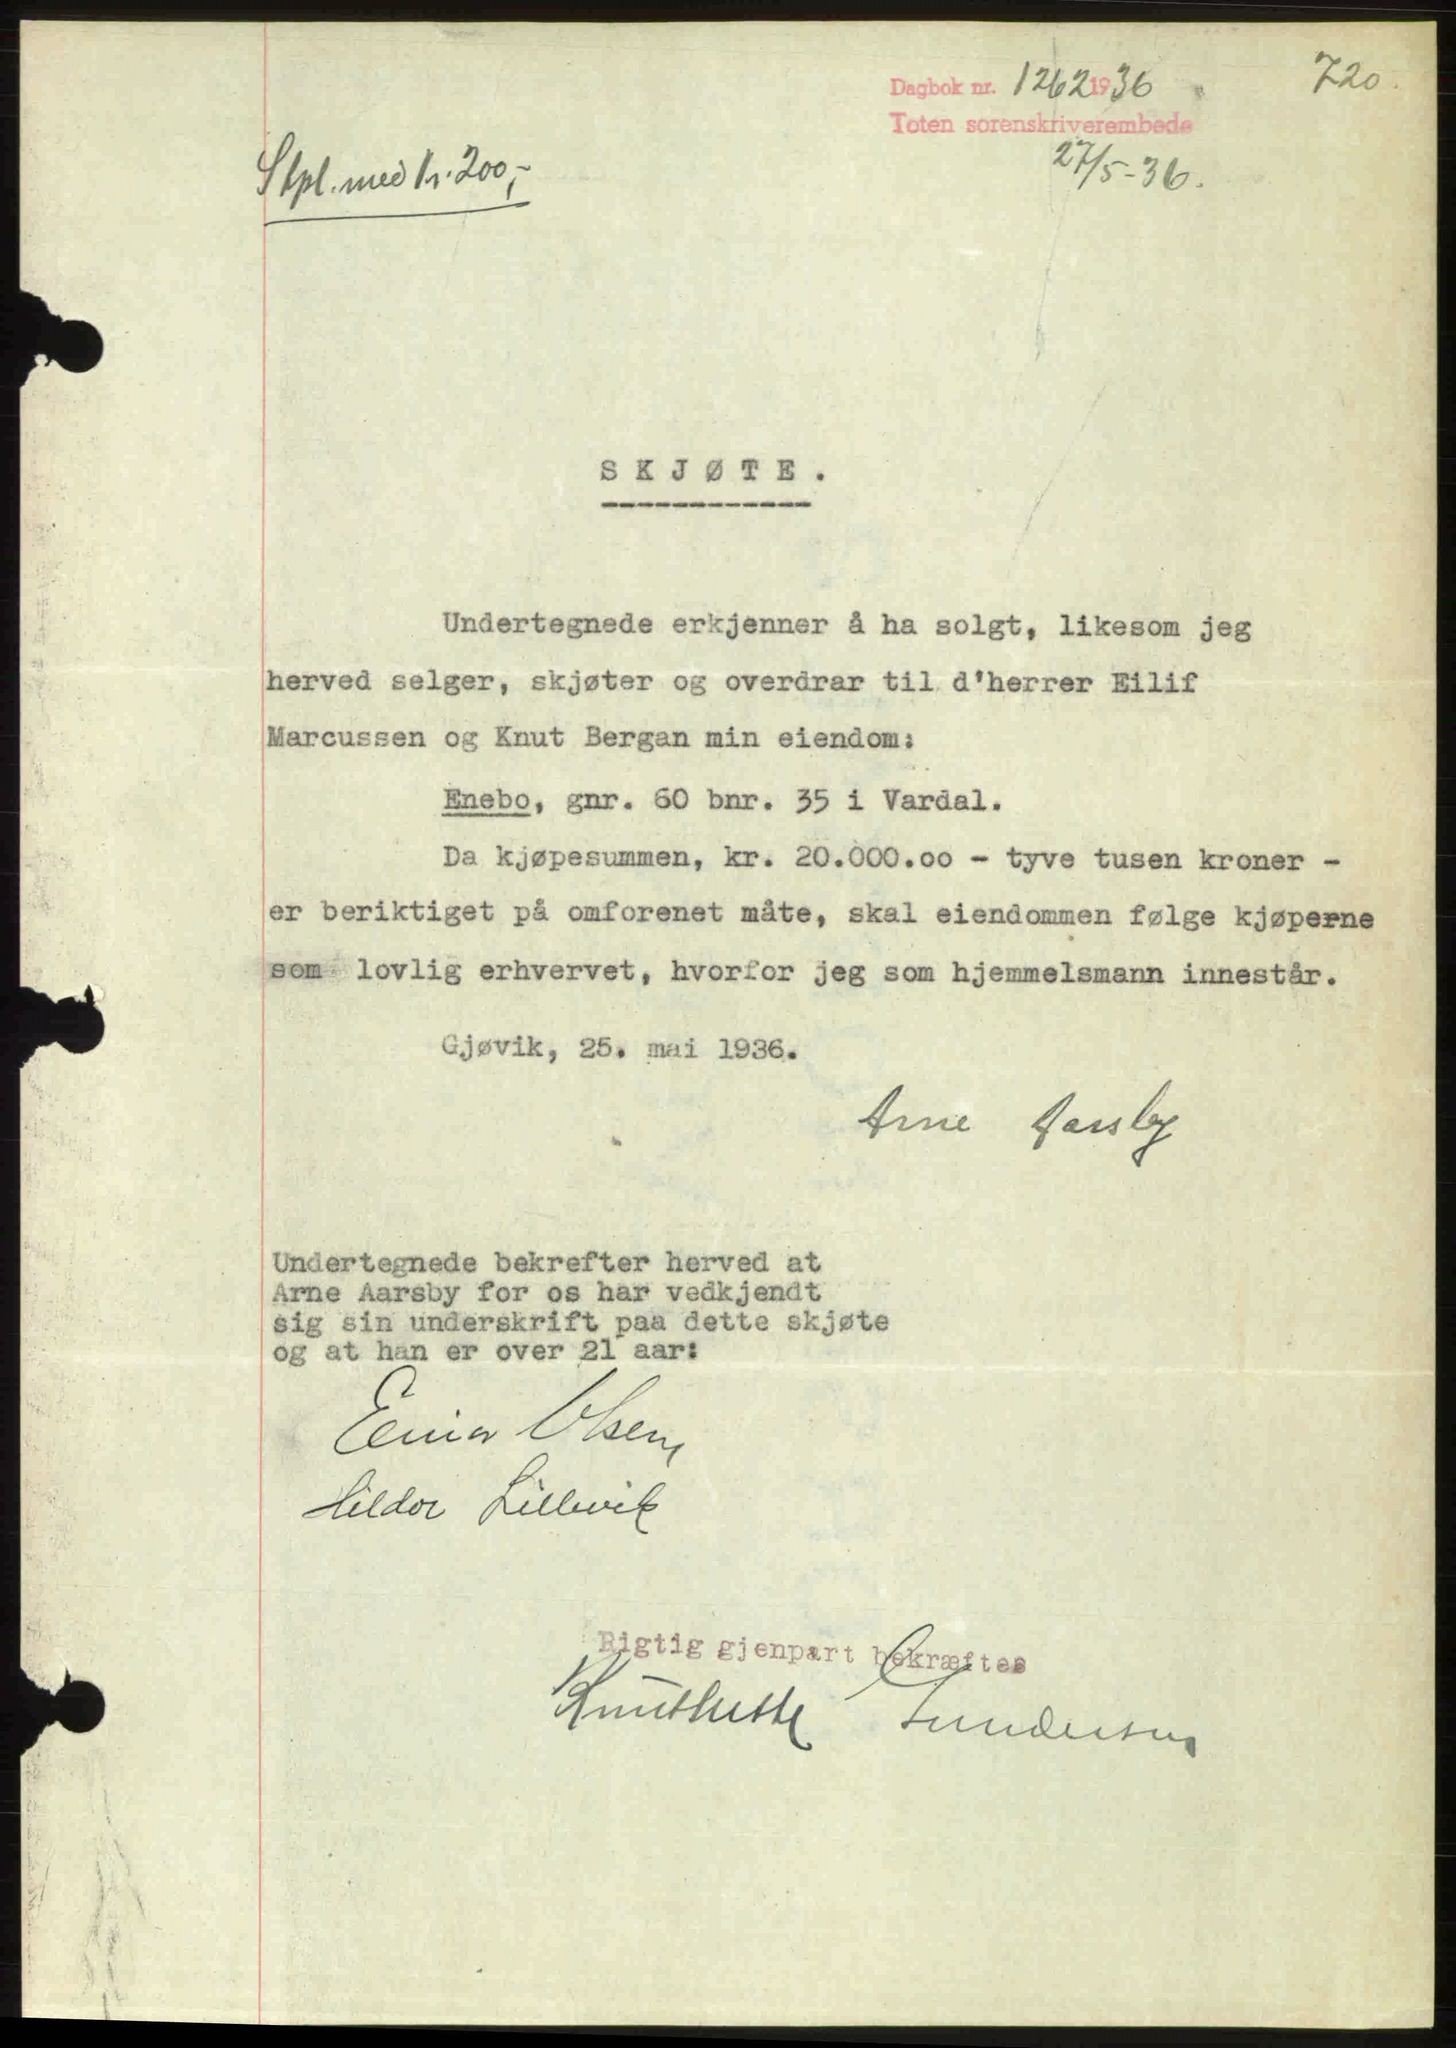 720.
Dagbok nr. 1262 1936
Toten sorenskriverembede
27/5-36.
Stpl. med kr. 200,-
SKJØTE.
Undertegnede erkjenner å ha solgt, likesom jeg
herved selger, skjøter og overdrar til d'herrer Eilif
Marcussen og Knut Bergan min eiendom:
Enebo, gnr. 60 bnr. 35 i Vardal.
Da kjøpesummen, kr. 20.000.oo - tyve tusen kroner -
er beriktiget på omforenet måte, skal eiendommen følge kjøperne
som lovlig erhvervet, hvorfor jeg som hjemmelsmann innestår.
Gjøvik, 25. mai 1936.
Arne Aarsby
Undertegnede bekrefter herved at
Arne Aarsby for os har vedkjendt
sig sin underskrift paa dette skjøte
og at han er over 21 aar:
Einar Olsen,
Hildor Lillevik
Rigtig gjenpart bekræftes
Gundersen